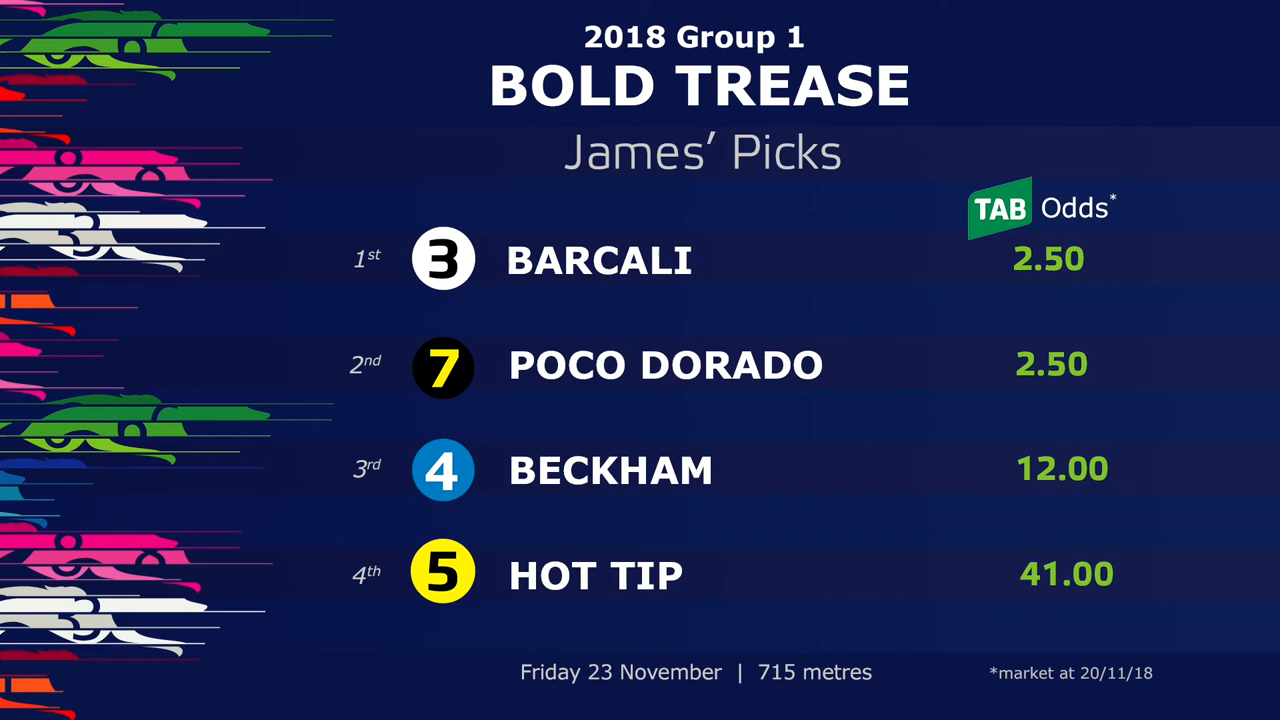 2018 Group 1
BOLD TREASE
James’ Picks
TAB Odds*
1st 3 BARCALI 2.50
2nd 7 POCO DORADO 2.50
3rd 4 BECKHAM 12.00
4th 5 HOT TIP 41.00
Friday 23 November | 715 metres *market at 20/11/18